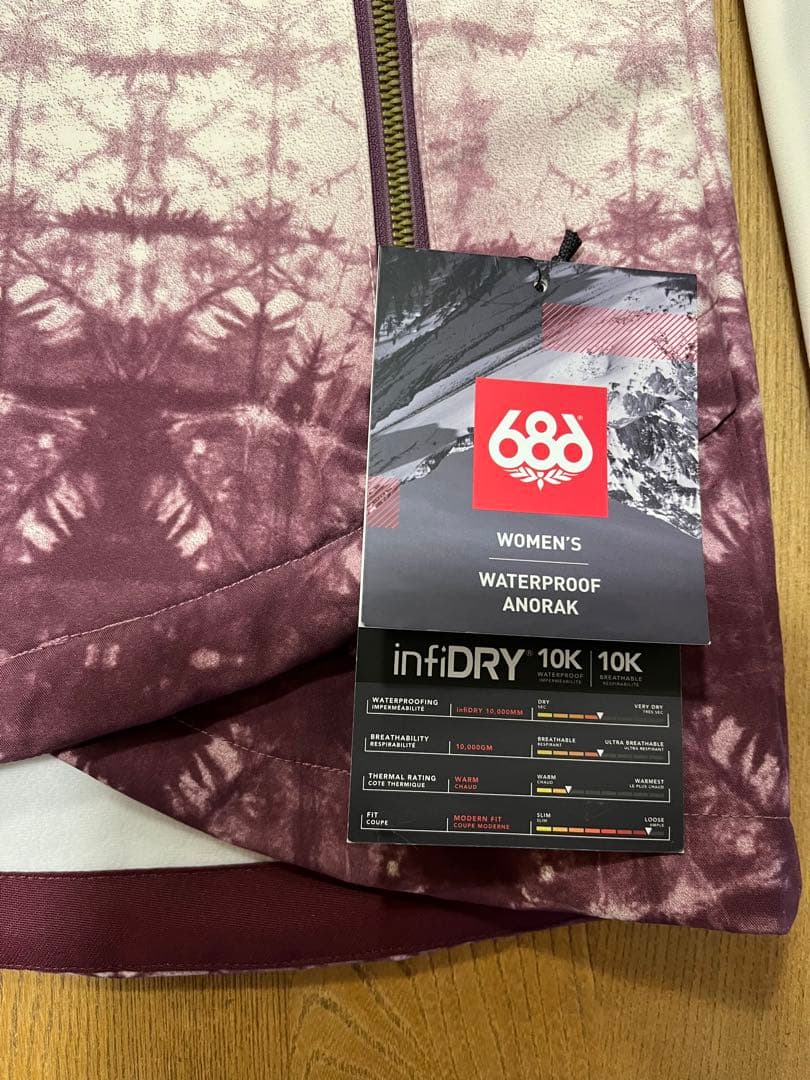 686®
WOMEN'S
WATERPROOF
ANORAK
infiDRY® 10K 10K
WATERPROOF BREATHABLE
IMPERMÉABILITÉ RESPIRABILITÉ
WATERPROOFING
IMPERMÉABILITÉ
infiDRY 10,000MM
DRY VERY DRY
SEC TRÈS SEC
BREATHABILITY
RESPIRABILITÉ
10,000GM
BREATHABLE ULTRA BREATHABLE
RESPIRANT ULTRA RESPIRANT
THERMAL RATING
COTE THERMIQUE
WARM
CHAUD
WARM WARMEST
CHAUD LE PLUS CHAUD
FIT
COUPE
MODERN FIT
COUPE MODERNE
SLIM LOOSE
SLIM AMPLE